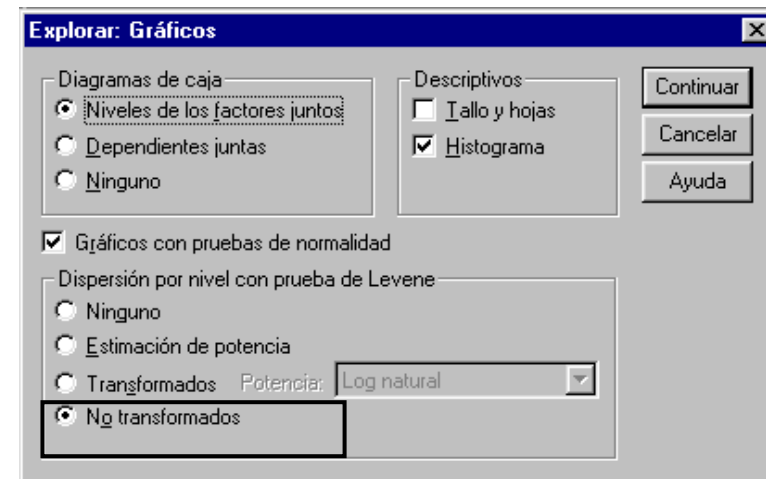 Explorar: Gráficos
Diagramas de caja
Niveles de los factores juntos
Dependientes juntas
Ninguno
Descriptivos
Tallo y hojas
Histograma
Continuar
Cancelar
Ayuda
Gráficos con pruebas de normalidad
Dispersión por nivel con prueba de Levene
Ninguno
Estimación de potencia
Transformados Potencia: Log natural
No transformados